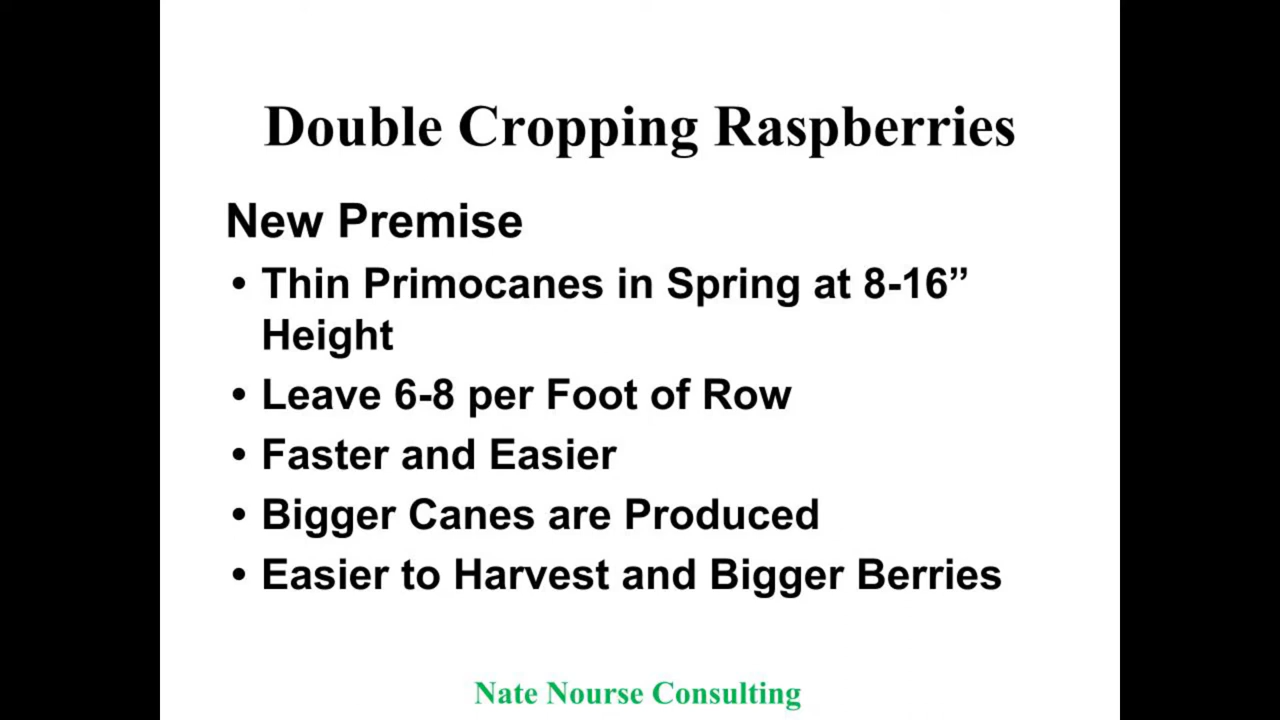 Double Cropping Raspberries
New Premise
• Thin Primocanes in Spring at 8-16”
Height
• Leave 6-8 per Foot of Row
• Faster and Easier
• Bigger Canes are Produced
• Easier to Harvest and Bigger Berries
Nate Nourse Consulting